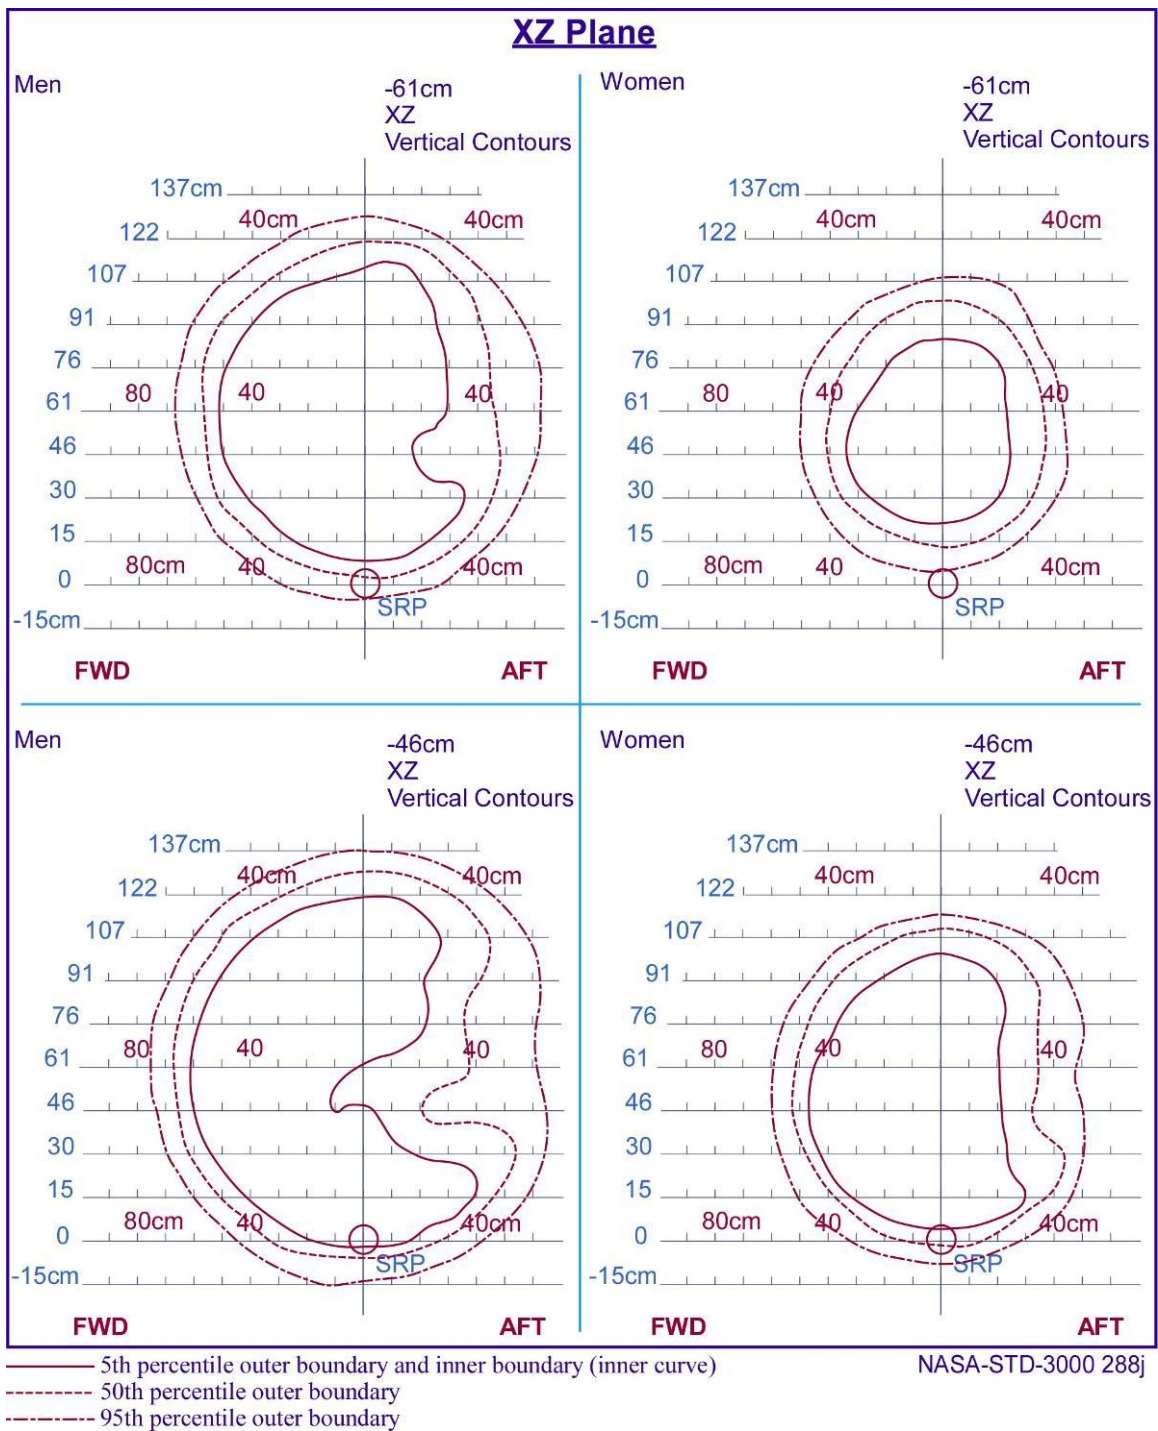 XZ Plane
Men
-61cm
XZ
Vertical Contours
137cm
40cm 40cm
122
107
91
76
80 40 40
61
46
30
15
80cm 40 40cm
0
SRP
-15cm
FWD AFT
Women
-61cm
XZ
Vertical Contours
137cm
40cm 40cm
122
107
91
76
80 40 40
61
46
30
15
80cm 40 40cm
0
SRP
-15cm
FWD AFT
Men
-46cm
XZ
Vertical Contours
137cm
40cm 40cm
122
107
91
76
80 40 40
61
46
30
15
80cm 40 40cm
0
SRP
-15cm
FWD AFT
Women
-46cm
XZ
Vertical Contours
137cm
40cm 40cm
122
107
91
76
80 40 40
61
46
30
15
80cm 40 40cm
0
SRP
-15cm
FWD AFT
5th percentile outer boundary and inner boundary (inner curve) NASA-STD-3000 288j
50th percentile outer boundary
95th percentile outer boundary